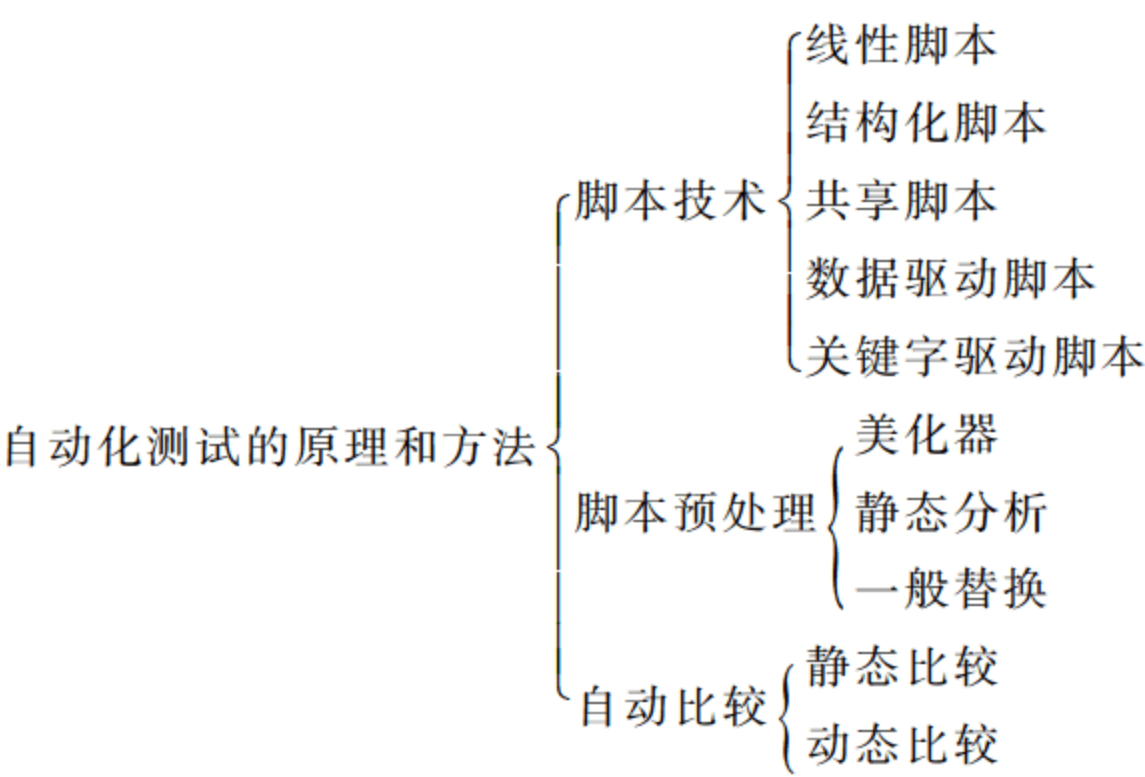 自动化测试的原理和方法
脚本技术
线性脚本
结构化脚本
共享脚本
数据驱动脚本
关键字驱动脚本
脚本预处理
美化器
静态分析
一般替换
自动比较
静态比较
动态比较